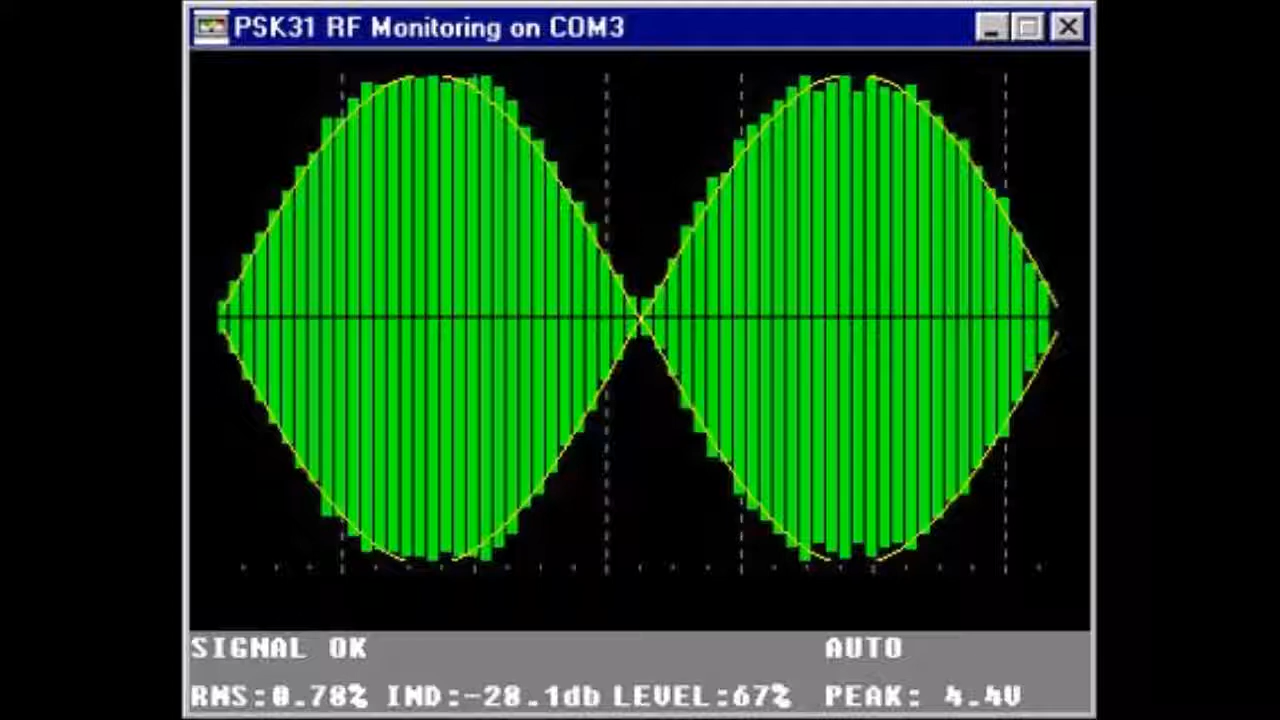 PSK31 RF Monitoring on COM3
SIGNAL OK AUTO
RMS:0.78% IMD:-28.1db LEVEL:67% PEAK: 4.4V